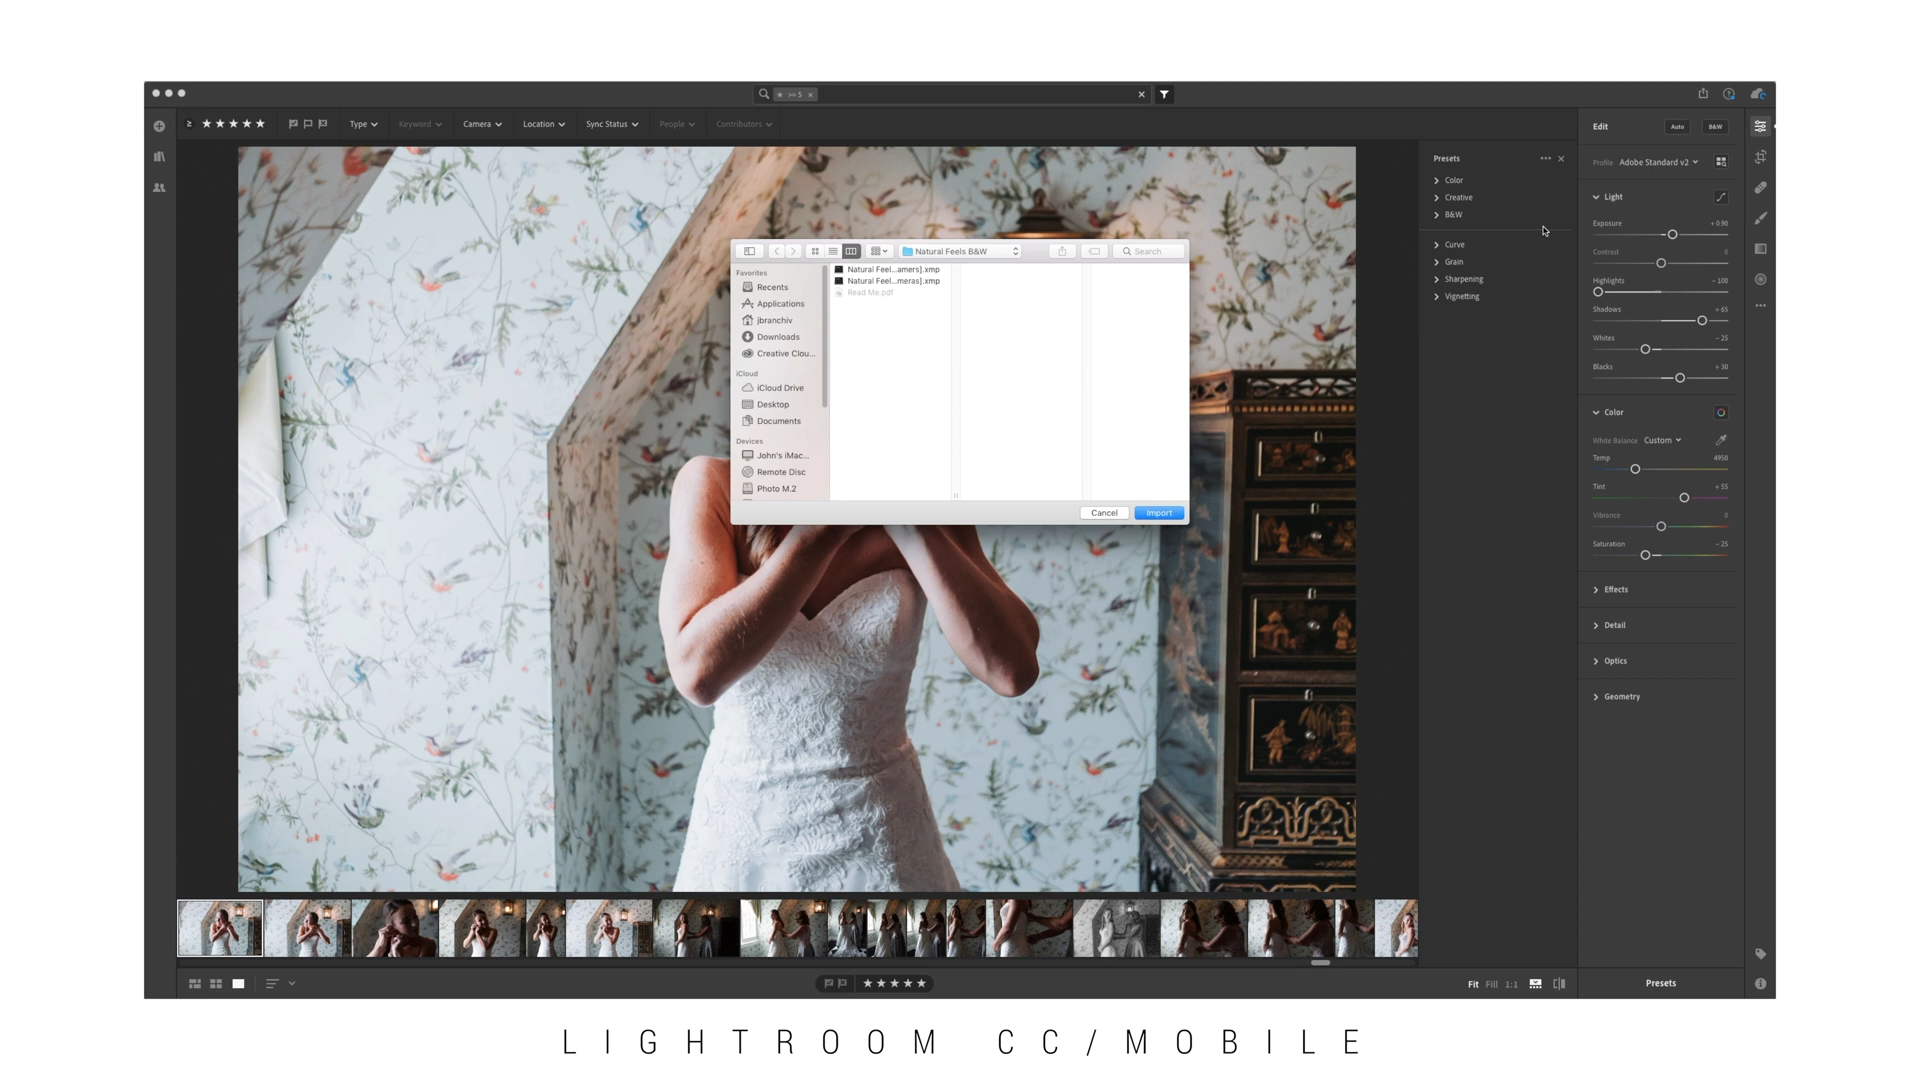 >= 5 ×
≥ ★★★★★ Type Keyword Camera Location Sync Status People Contributors
Presets
Color
Creative
B&W
Curve
Grain
Sharpening
Vignetting
Natural Feels B&W
Search
Favorites
Recents
Applications
jbranchiv
Downloads
Creative Clou...
iCloud
iCloud Drive
Desktop
Documents
Devices
John's iMac...
Remote Disc
Photo M.2
Natural Feel...amers].xmp
Natural Feel...meras].xmp
Read Me.pdf
Cancel Import
Edit Auto B&W
Profile Adobe Standard v2
Light
Exposure + 0.90
Contrast 0
Highlights – 100
Shadows + 65
Whites – 25
Blacks + 30
Color
White Balance Custom
Temp 4950
Tint + 55
Vibrance 0
Saturation – 25
Effects
Detail
Optics
Geometry
★★★★★
Fit Fill 1:1
Presets
LIGHTROOM CC/MOBILE